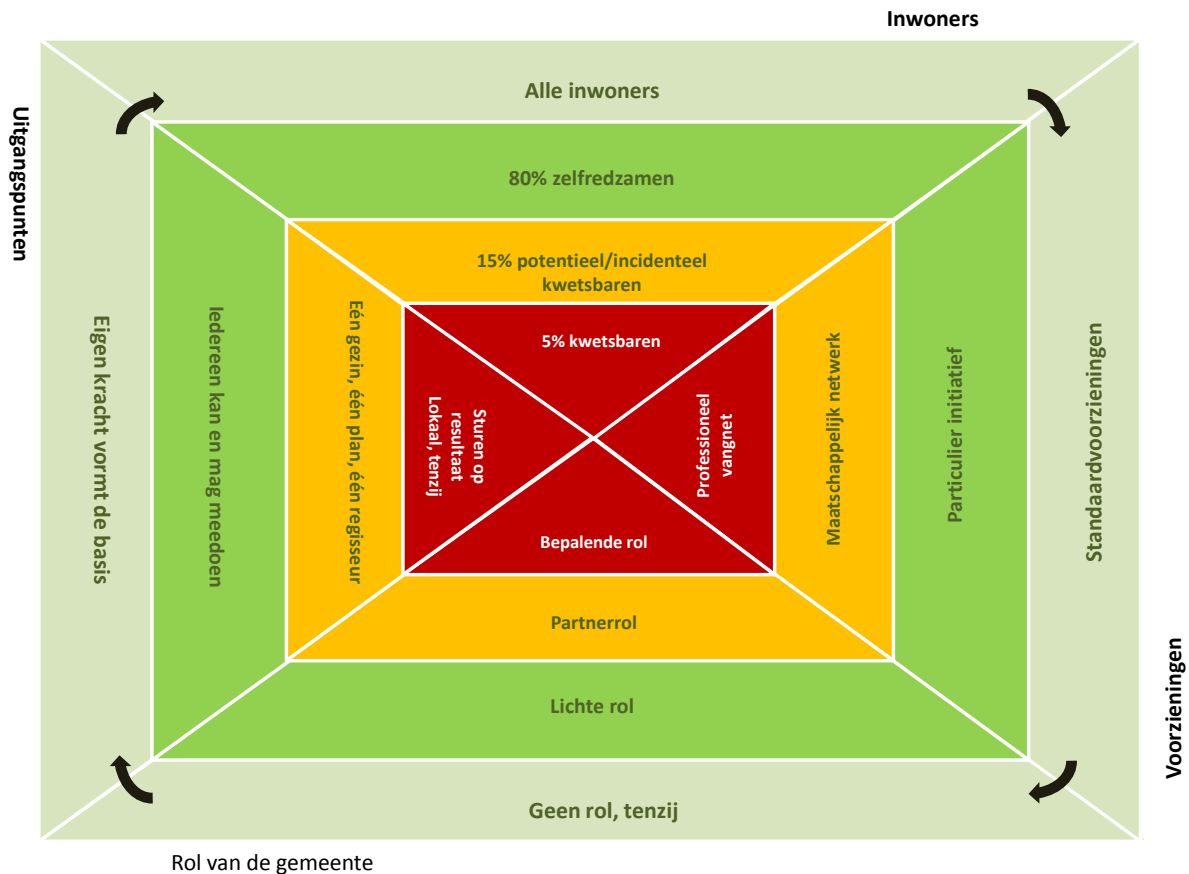 Inwoners
Uitgangspunten
Alle inwoners
80% zelfredzamen
15% potentieel/incidenteel
kwetsbaren
5% kwetsbaren
Eigen kracht vormt de basis
Iedereen kan en mag meedoen
Eén gezin, één plan, één regisseur
Sturen op
resultaat
Lokaal, tenzij
Professioneel
vangnet
Maatschappelijk netwerk
Particulier initiatief
Standaardvoorzieningen
Bepalende rol
Partnerrol
Lichte rol
Geen rol, tenzij
Voorzieningen
Rol van de gemeente